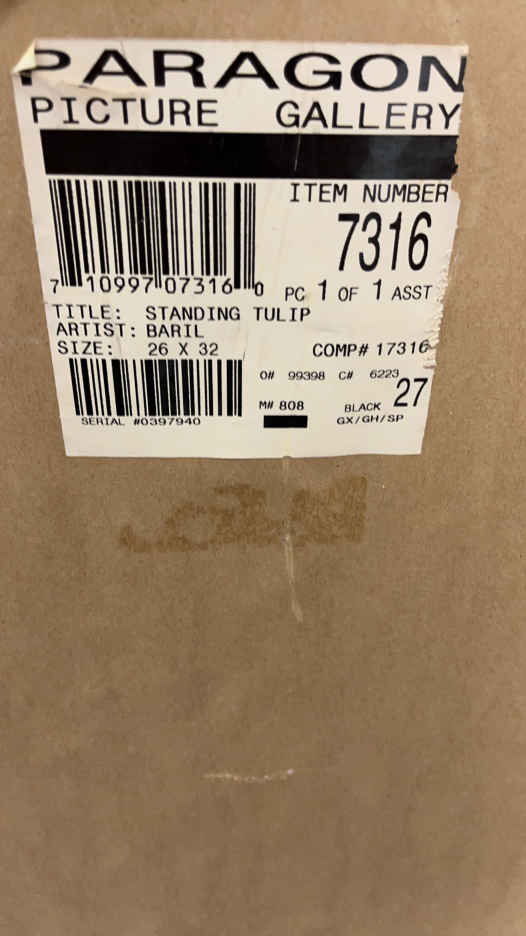 PARAGON
PICTURE GALLERY
ITEM NUMBER
7316
7 10997 07316 0
PC 1 OF 1 ASST
TITLE: STANDING TULIP
ARTIST: BARIL
SIZE: 26 X 32
COMP# 17316
O# 99398 C# 6223
M# 808
BLACK 27
GX/GH/SP
SERIAL #0397940